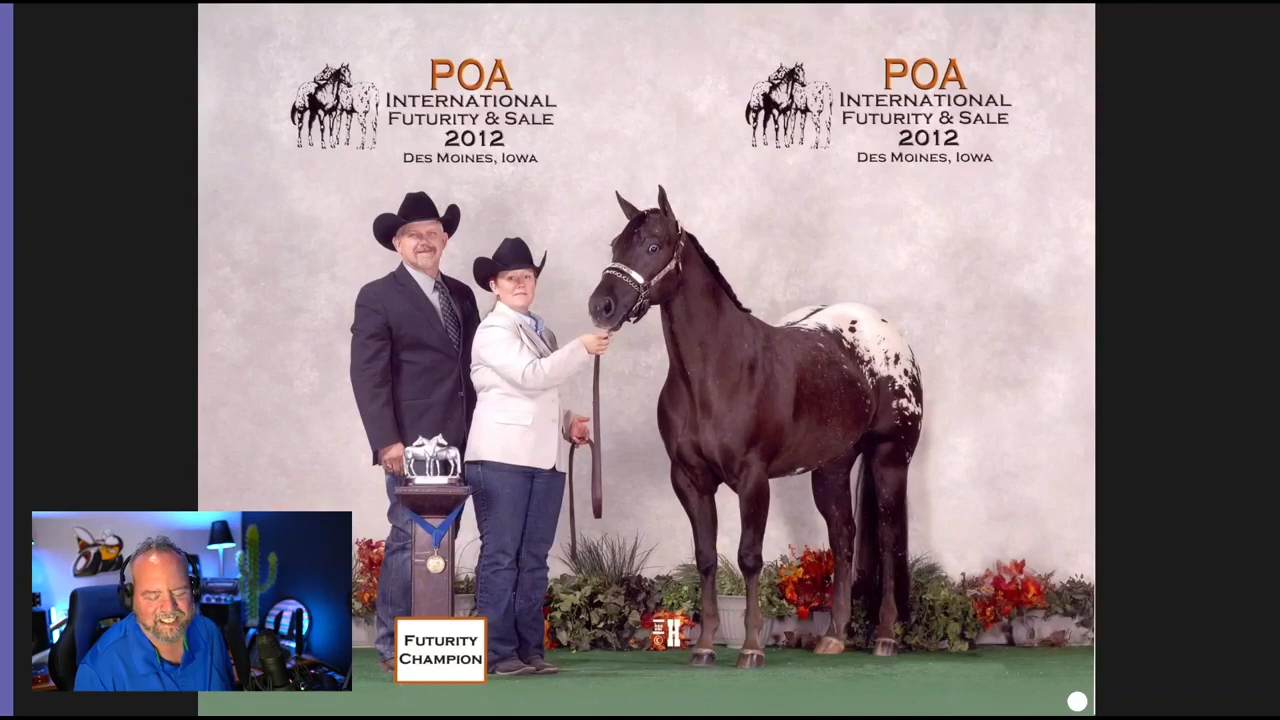 POA
INTERNATIONAL
FUTURITY & SALE
2012
DES MOINES, IOWA
POA
INTERNATIONAL
FUTURITY & SALE
2012
DES MOINES, IOWA
FUTURITY
CHAMPION